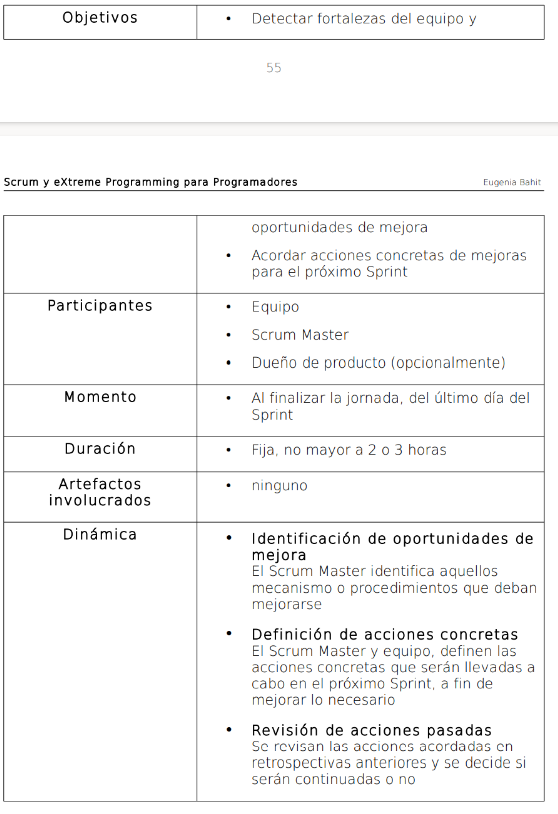 Objetivos
• Detectar fortalezas del equipo y
55
Scrum y eXtreme Programming para Programadores
Eugenia Bahit
oportunidades de mejora
• Acordar acciones concretas de mejoras
para el próximo Sprint
Participantes
• Equipo
• Scrum Master
• Dueño de producto (opcionalmente)
Momento
• Al finalizar la jornada, del último día del
Sprint
Duración
• Fija, no mayor a 2 o 3 horas
Artefactos
involucrados
• ninguno
Dinámica
• Identificación de oportunidades de
mejora
El Scrum Master identifica aquellos
mecanismo o procedimientos que deban
mejorarse
• Definición de acciones concretas
El Scrum Master y equipo, definen las
acciones concretas que serán llevadas a
cabo en el próximo Sprint, a fin de
mejorar lo necesario
• Revisión de acciones pasadas
Se revisan las acciones acordadas en
retrospectivas anteriores y se decide si
serán continuadas o no